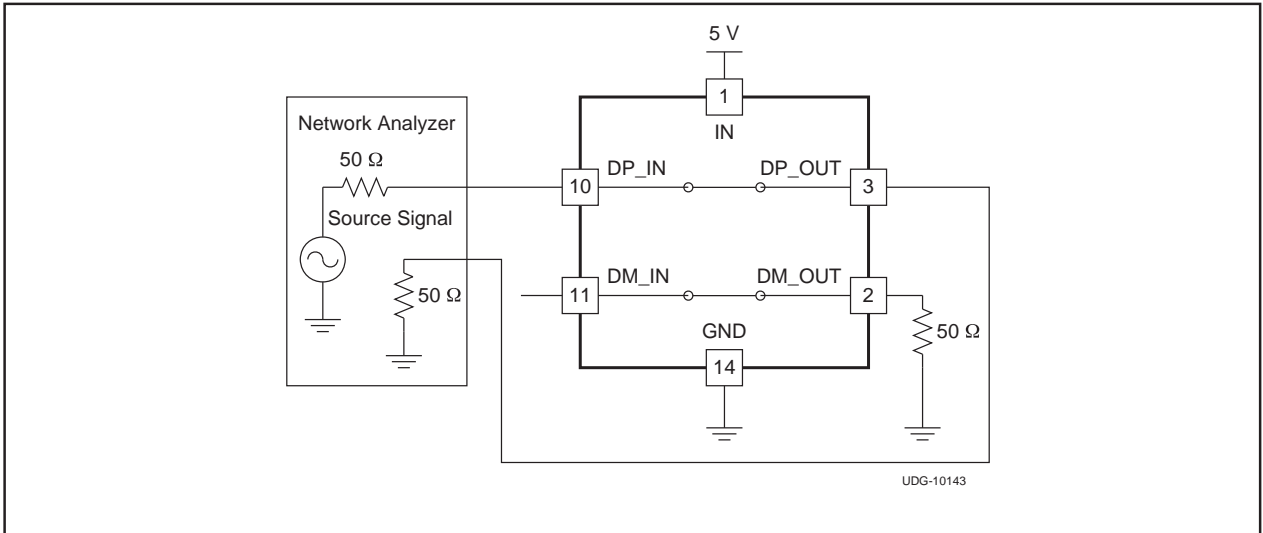 5 V
1
IN
Network Analyzer
50 Ω
Source Signal
50 Ω
10
DP_IN
DP_OUT
3
11
DM_IN
DM_OUT
2
50 Ω
GND
14
UDG-10143